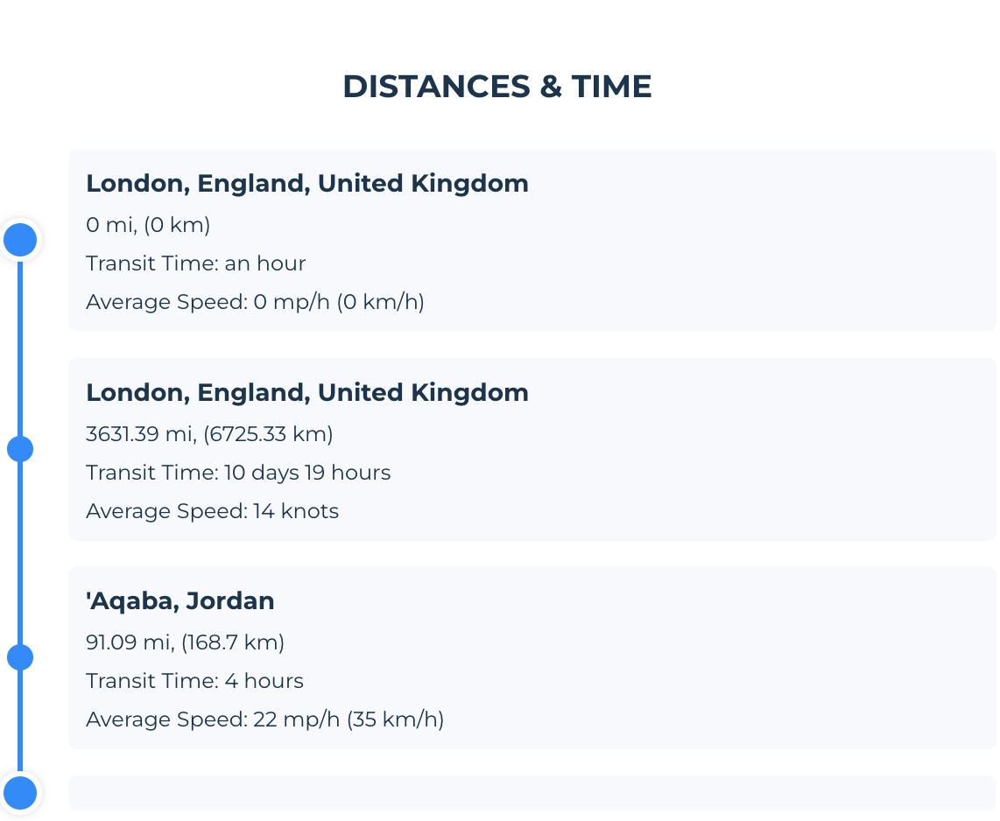 DISTANCES & TIME
London, England, United Kingdom
0 mi, (0 km)
Transit Time: an hour
Average Speed: 0 mp/h (0 km/h)
London, England, United Kingdom
3631.39 mi, (6725.33 km)
Transit Time: 10 days 19 hours
Average Speed: 14 knots
'Aqaba, Jordan
91.09 mi, (168.7 km)
Transit Time: 4 hours
Average Speed: 22 mp/h (35 km/h)